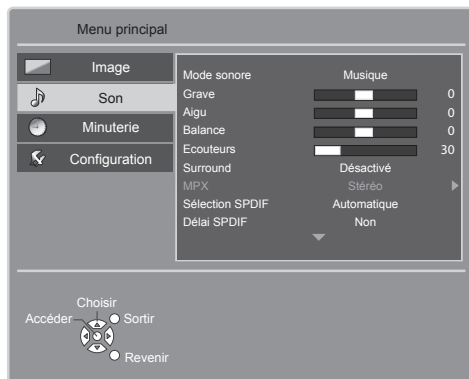 Menu principal
Image
Son
Minuterie
Configuration
Mode sonore Musique
Grave 0
Aigu 0
Balance 0
Ecouteurs 30
Surround Désactivé
MPX Stéréo
Sélection SPDIF Automatique
Délai SPDIF Non
Choisir
Accéder Sortir
Revenir